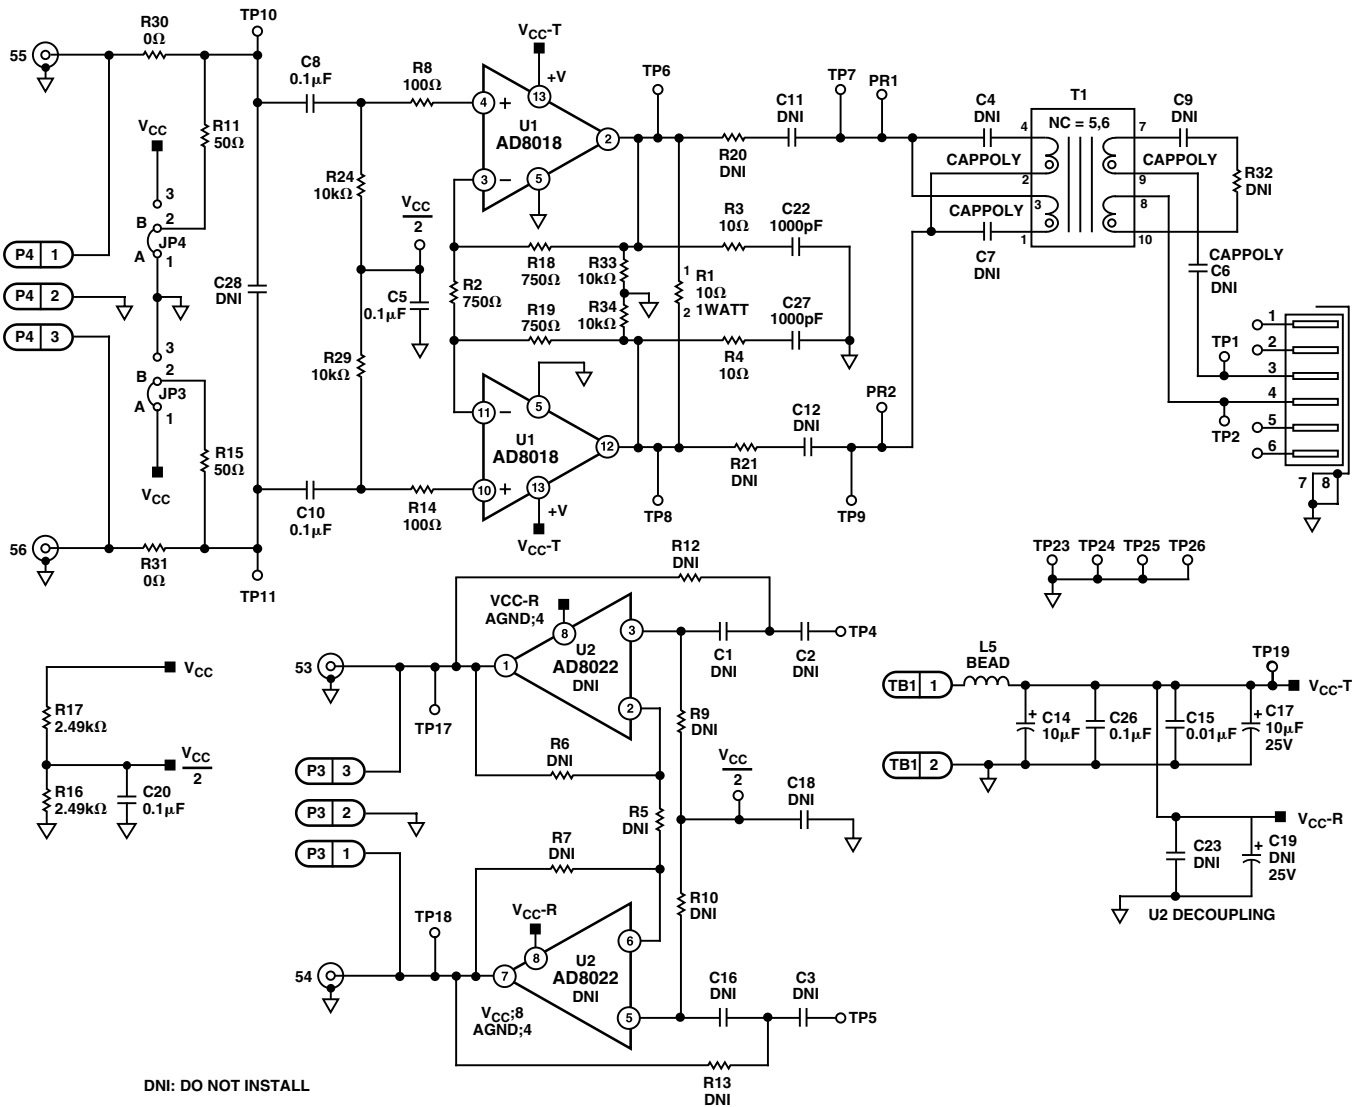 TP10
R30
0Ω
55
C8
0.1µF
R8
100Ω
VCC-T
+V
13
4
+
U1
AD8018
2
3
−
5
TP6
C11
DNI
R20
DNI
TP7
PR1
C4
DNI
T1
NC = 5,6
4
7
CAPPOLY
CAPPOLY
2
9
3
8
CAPPOLY
1
10
C7
DNI
C9
DNI
R32
DNI
VCC
R11
50Ω
3
B
2
JP4
A
1
R24
10kΩ
VCC
2
R3
10Ω
C22
1000pF
R18
750Ω
R33
10kΩ
P4 1
P4 2
P4 3
C28
DNI
C5
0.1µF
R2
750Ω
R19
750Ω
R34
10kΩ
1
R1
10Ω
2
1WATT
C27
1000pF
R4
10Ω
CAPPOLY
C6
DNI
3
B
2
JP3
A
1
VCC
R29
10kΩ
R15
50Ω
5
11
−
U1
AD8018
12
10
+
13
+V
VCC-T
C10
0.1µF
R14
100Ω
TP8
R21
DNI
C12
DNI
PR2
TP9
1
2
TP1
3
4
TP2
5
6
7
8
56
R31
0Ω
TP11
TP23
TP24
TP25
TP26
R12
DNI
VCC-R
AGND;4
8
3
U2
AD8022
DNI
1
2
C1
DNI
C2
DNI
TP4
53
TP17
R9
DNI
R6
DNI
VCC
2
C18
DNI
P3 3
P3 2
P3 1
R5
DNI
R7
DNI
R10
DNI
VCC
R17
2.49kΩ
VCC
2
R16
2.49kΩ
C20
0.1µF
TP18
VCC-R
8
6
U2
AD8022
DNI
7
5
54
VCC;8
AGND;4
C16
DNI
C3
DNI
TP5
R13
DNI
L5
BEAD
TB1 1
TP19
VCC-T
+
C14
10µF
C26
0.1µF
C15
0.01µF
+
C17
10µF
25V
TB1 2
VCC-R
C23
DNI
+
C19
DNI
25V
U2 DECOUPLING
DNI: DO NOT INSTALL